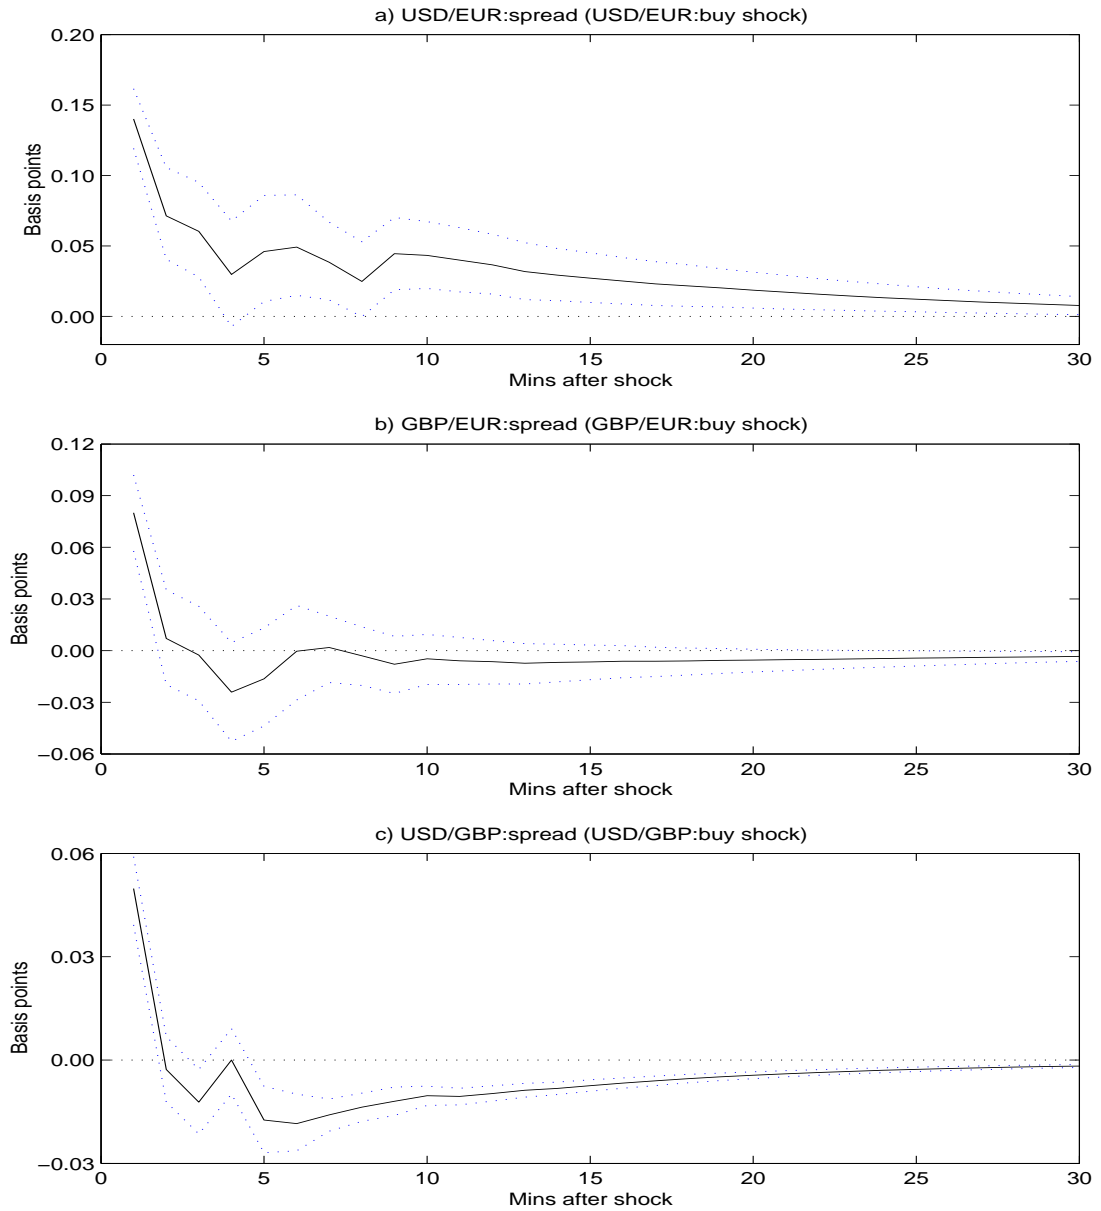 a) USD/EUR:spread (USD/EUR:buy shock)
0.20
0.15
0.10
0.05
0.00
Basis points
0 5 10 15 20 25 30
Mins after shock
b) GBP/EUR:spread (GBP/EUR:buy shock)
0.12
0.09
0.06
0.03
0.00
−0.03
−0.06
Basis points
0 5 10 15 20 25 30
Mins after shock
c) USD/GBP:spread (USD/GBP:buy shock)
0.06
0.03
0.00
−0.03
Basis points
0 5 10 15 20 25 30
Mins after shock